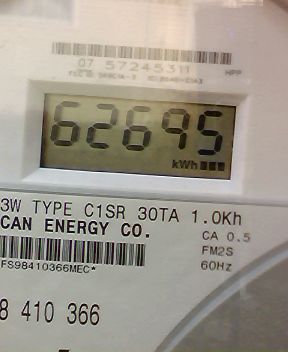 07 57245311
HPP
62695
kWh
3W TYPE C1SR 30TA 1.0Kh
CAN ENERGY CO.
CA 0.5
FM2S
60Hz
FS98410366MEC*
8 410 366